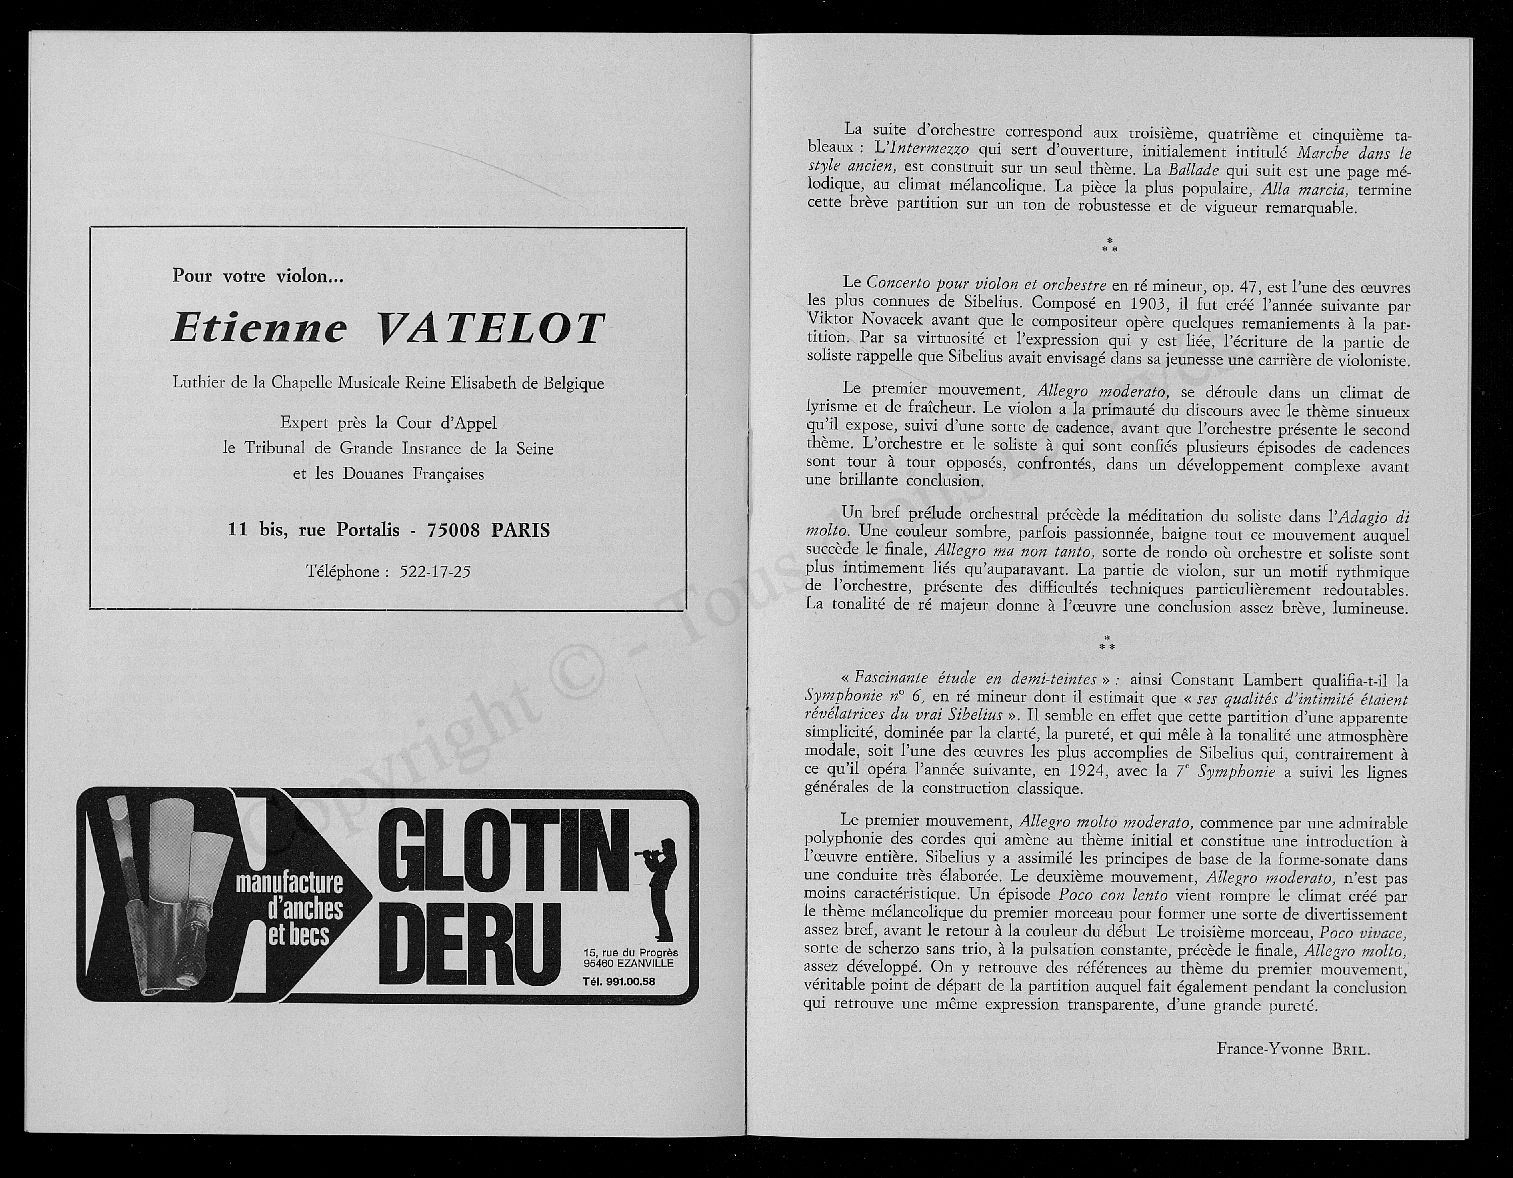 Pour votre violon...
Etienne VATELOT
Luthier de la Chapelle Musicale Reine Elisabeth de Belgique
Expert près la Cour d'Appel
le Tribunal de Grande Instance de la Seine
et les Douanes Françaises
11 bis, rue Portalis - 75008 PARIS
Téléphone : 522-17-25
manufacture
d'anches
et becs
GLOTIN
DERU
15, rue du Progrès
95460 EZANVILLE
Tél. 991.00.58
La suite d'orchestre correspond aux troisième, quatrième et cinquième ta-
bleaux : L'Intermezzo qui sert d'ouverture, initialement intitulé Marche dans le
style ancien, est construit sur un seul thème. La Ballade qui suit est une page mé-
lodique, au climat mélancolique. La pièce la plus populaire, Alla marcia, termine
cette brève partition sur un ton de robustesse et de vigueur remarquable.
*
* *
Le Concerto pour violon et orchestre en ré mineur, op. 47, est l'une des œuvres
les plus connues de Sibelius. Composé en 1903, il fut créé l'année suivante par
Viktor Novacek avant que le compositeur opère quelques remaniements à la par-
tition. Par sa virtuosité et l'expression qui y est liée, l'écriture de la partie de
soliste rappelle que Sibelius avait envisagé dans sa jeunesse une carrière de violoniste.
Le premier mouvement, Allegro moderato, se déroule dans un climat de
lyrisme et de fraîcheur. Le violon a la primauté du discours avec le thème sinueux
qu'il expose, suivi d'une sorte de cadence, avant que l'orchestre présente le second
thème. L'orchestre et le soliste à qui sont confiés plusieurs épisodes de cadences
sont tour à tour opposés, confrontés, dans un développement complexe avant
une brillante conclusion.
Un bref prélude orchestral précède la méditation du soliste dans l'Adagio di
molto. Une couleur sombre, parfois passionnée, baigne tout ce mouvement auquel
succède le finale, Allegro ma non tanto, sorte de rondo où orchestre et soliste sont
plus intimement liés qu'auparavant. La partie de violon, sur un motif rythmique
de l'orchestre, présente des difficultés techniques particulièrement redoutables.
La tonalité de ré majeur donne à l'œuvre une conclusion assez brève, lumineuse.
*
* *
« Fascinante étude en demi-teintes » : ainsi Constant Lambert qualifia-t-il la
Symphonie n° 6, en ré mineur dont il estimait que « ses qualités d'intimité étaient
révélatrices du vrai Sibelius ». Il semble en effet que cette partition d'une apparente
simplicité, dominée par la clarté, la pureté, et qui mêle à la tonalité une atmosphère
modale, soit l'une des œuvres les plus accomplies de Sibelius qui, contrairement à
ce qu'il opéra l'année suivante, en 1924, avec la 7e Symphonie a suivi les lignes
générales de la construction classique.
Le premier mouvement, Allegro molto moderato, commence par une admirable
polyphonie des cordes qui amène au thème initial et constitue une introduction à
l'œuvre entière. Sibelius y a assimilé les principes de base de la forme-sonate dans
une conduite très élaborée. Le deuxième mouvement, Allegro moderato, n'est pas
moins caractéristique. Un épisode Poco con lento vient rompre le climat créé par
le thème mélancolique du premier morceau pour former une sorte de divertissement
assez bref, avant le retour à la couleur du début Le troisième morceau, Poco vivace,
sorte de scherzo sans trio, à la pulsation constante, précède le finale, Allegro molto,
assez développé. On y retrouve des références au thème du premier mouvement,
véritable point de départ de la partition auquel fait également pendant la conclusion
qui retrouve une même expression transparente, d'une grande pureté.
France-Yvonne BRIL.
Copyright © - Tous droits